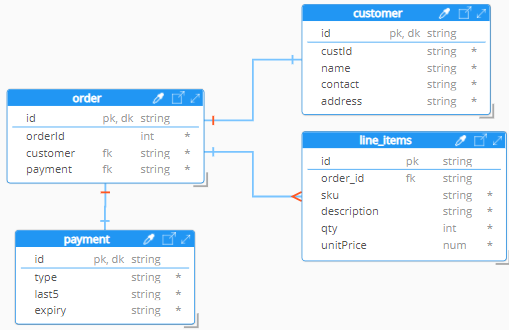 customer
id pk, dk string
custId string *
name string *
contact string *
address string *
order
id pk, dk string
orderId int *
customer fk string *
payment fk string *
line_items
id pk string
order_id fk string
sku string *
description string *
qty int *
unitPrice num *
payment
id pk, dk string
type string *
last5 string *
expiry string *